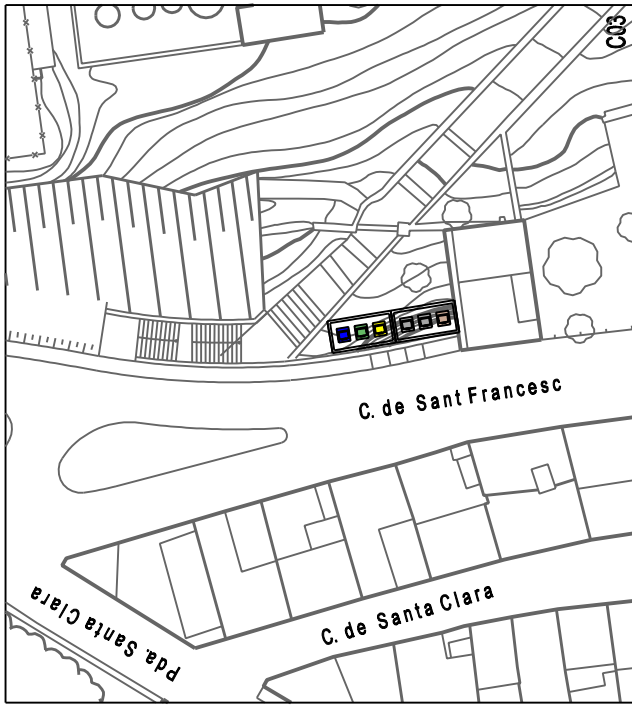 C03
C. de Sant Francesc
C. de Santa Clara
pda. Santa Clara